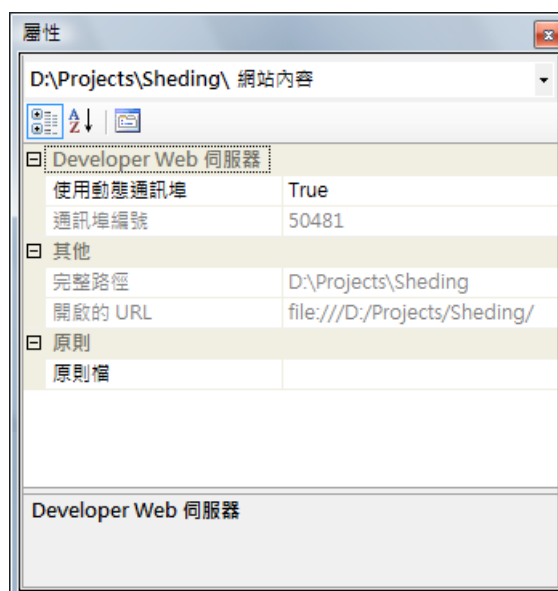 屬性
D:\Projects\Sheding\ 網站內容
Developer Web 伺服器
使用動態通訊埠 True
通訊埠編號 50481
其他
完整路徑 D:\Projects\Sheding
開啟的 URL file:///D:/Projects/Sheding/
原則
原則檔
Developer Web 伺服器